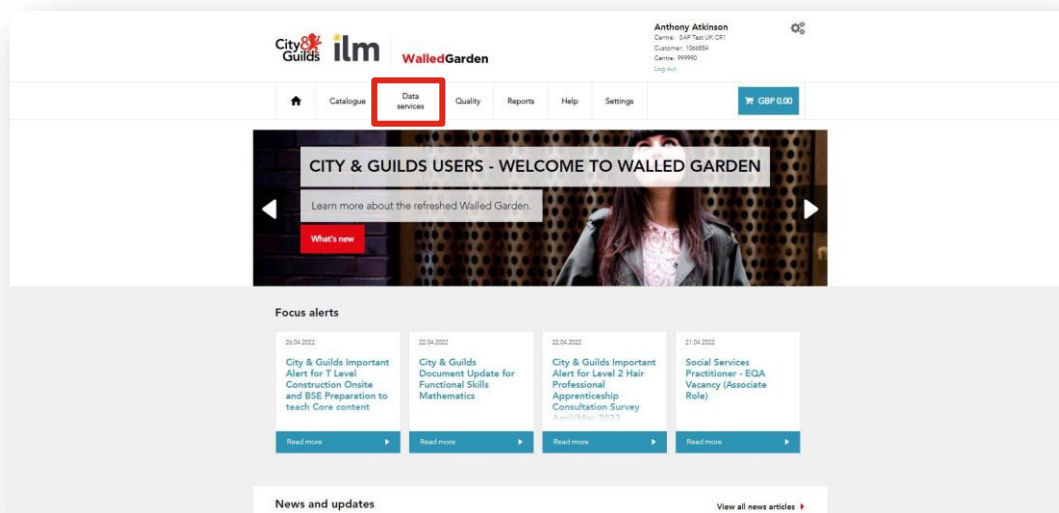 City & Guilds
ilm
WalledGarden
Anthony Atkinson
Centre: SAP Test UK CR1
Customer: 1066834
Centre: 999990
Log out
Catalogue
Data
services
Quality
Reports
Help
Settings
GBP 0.00
CITY & GUILDS USERS - WELCOME TO WALLED GARDEN
Learn more about the refreshed Walled Garden.
What's new
Focus alerts
26.04.2022
City & Guilds Important
Alert for T Level
Construction Onsite
and BSE Preparation to
teach Core content
Read more
22.04.2022
City & Guilds
Document Update for
Functional Skills
Mathematics
Read more
22.04.2022
City & Guilds Important
Alert for Level 2 Hair
Professional
Apprenticeship
Consultation Survey
April/May 2022
Read more
21.04.2022
Social Services
Practitioner - EQA
Vacancy (Associate
Role)
Read more
News and updates
View all news articles